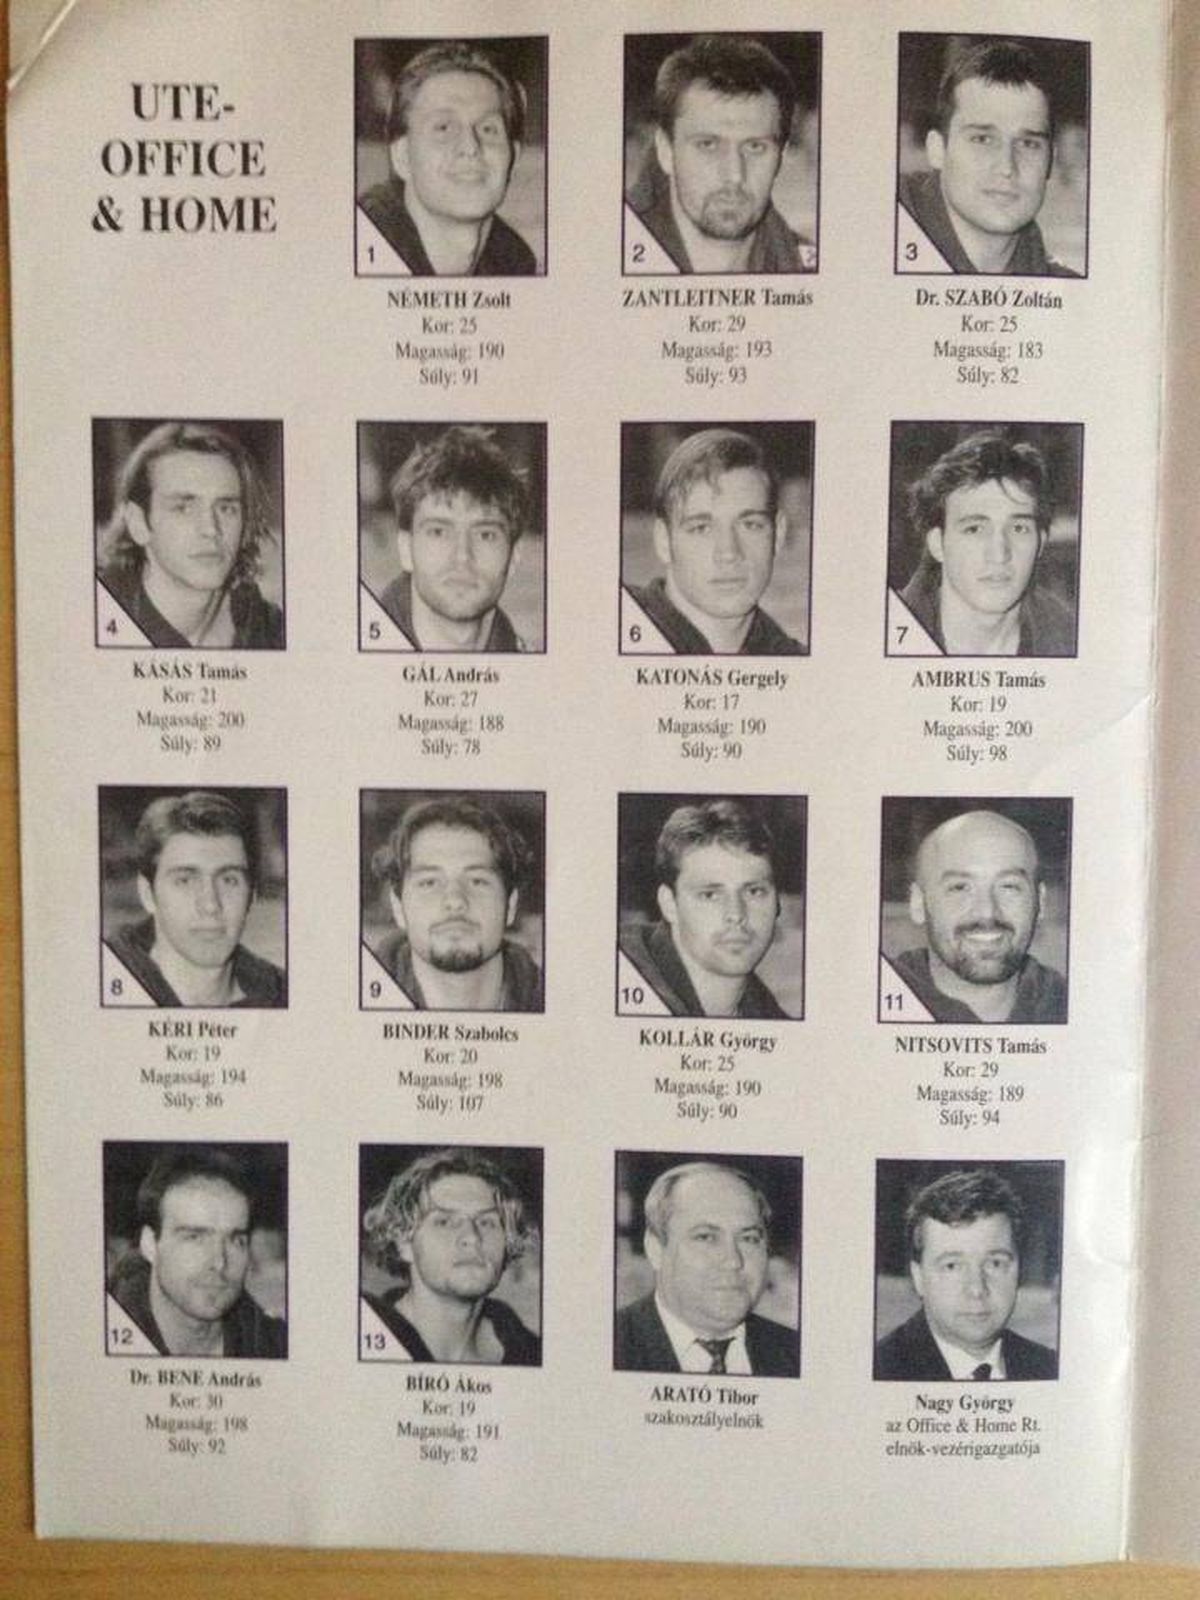 UTE-
OFFICE
& HOME
1
NÉMETH Zsolt
Kor: 25
Magasság: 190
Súly: 91
2
ZANTLEITNER Tamás
Kor: 29
Magasság: 193
Súly: 93
3
Dr. SZABÓ Zoltán
Kor: 25
Magasság: 183
Súly: 82
4
KÁSÁS Tamás
Kor: 21
Magasság: 200
Súly: 89
5
GÁL András
Kor: 27
Magasság: 188
Súly: 78
6
KATONÁS Gergely
Kor: 17
Magasság: 190
Súly: 90
7
AMBRUS Tamás
Kor: 19
Magasság: 200
Súly: 98
8
KÉRI Péter
Kor: 19
Magasság: 194
Súly: 86
9
BINDER Szabolcs
Kor: 20
Magasság: 198
Súly: 107
10
KOLLÁR György
Kor: 25
Magasság: 190
Súly: 90
11
NITSOVITS Tamás
Kor: 29
Magasság: 189
Súly: 94
12
Dr. BENE András
Kor: 30
Magasság: 198
Súly: 92
13
BÍRÓ Ákos
Kor: 19
Magasság: 191
Súly: 82
ARATÓ Tibor
szakosztályelnök
Nagy György
az Office & Home Rt.
elnök-vezérigazgatója